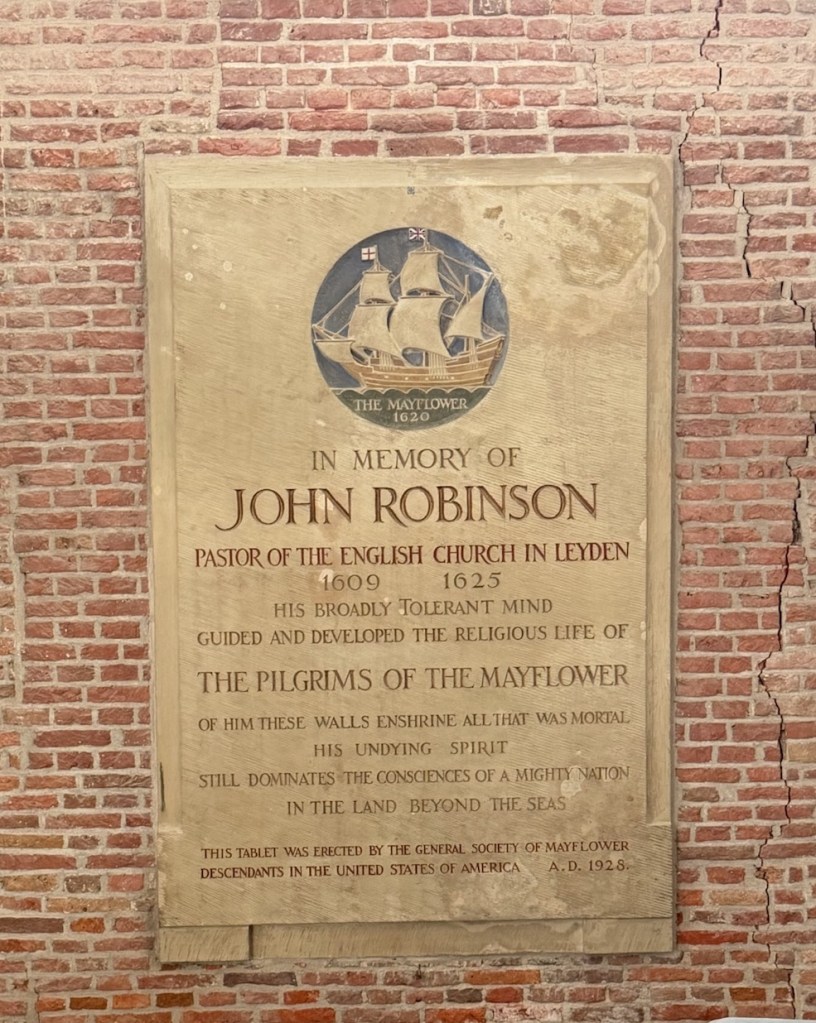 THE MAYFLOWER
1620
IN MEMORY OF
JOHN ROBINSON
PASTOR OF THE ENGLISH CHURCH IN LEYDEN
1609 1625
HIS BROADLY TOLERANT MIND
GUIDED AND DEVELOPED THE RELIGIOUS LIFE OF
THE PILGRIMS OF THE MAYFLOWER
OF HIM THESE WALLS ENSHRINE ALL THAT WAS MORTAL
HIS UNDYING SPIRIT
STILL DOMINATES THE CONSCIENCES OF A MIGHTY NATION
IN THE LAND BEYOND THE SEAS
THIS TABLET WAS ERECTED BY THE GENERAL SOCIETY OF MAYFLOWER
DESCENDANTS IN THE UNITED STATES OF AMERICA A.D. 1928.